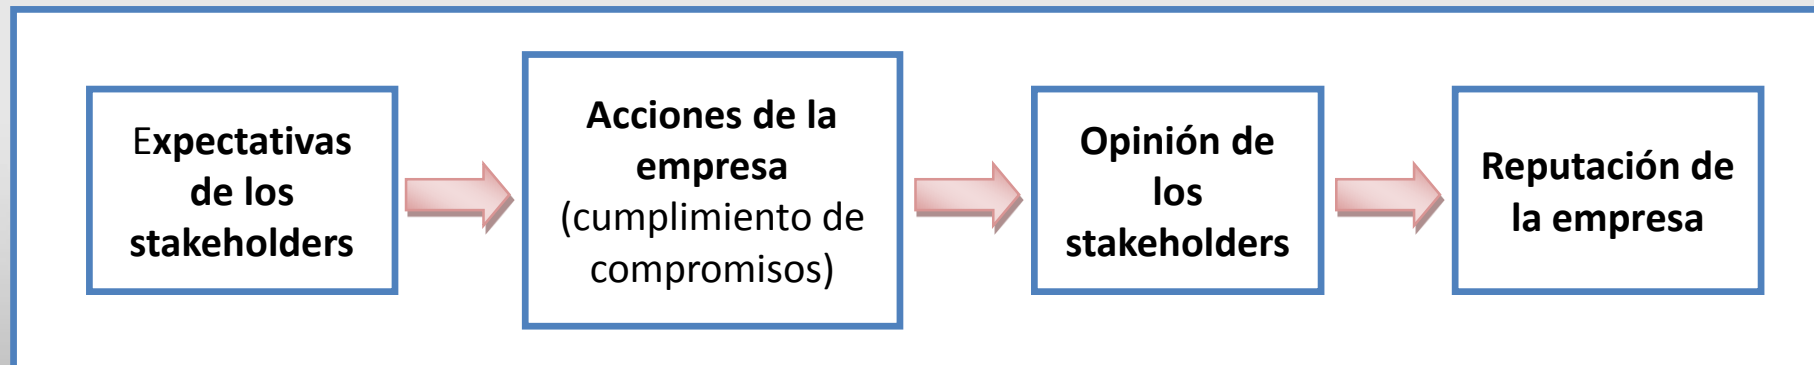 Expectativas
de los
stakeholders
Acciones de la
empresa
(cumplimiento de
compromisos)
Opinión de
los
stakeholders
Reputación de
la empresa